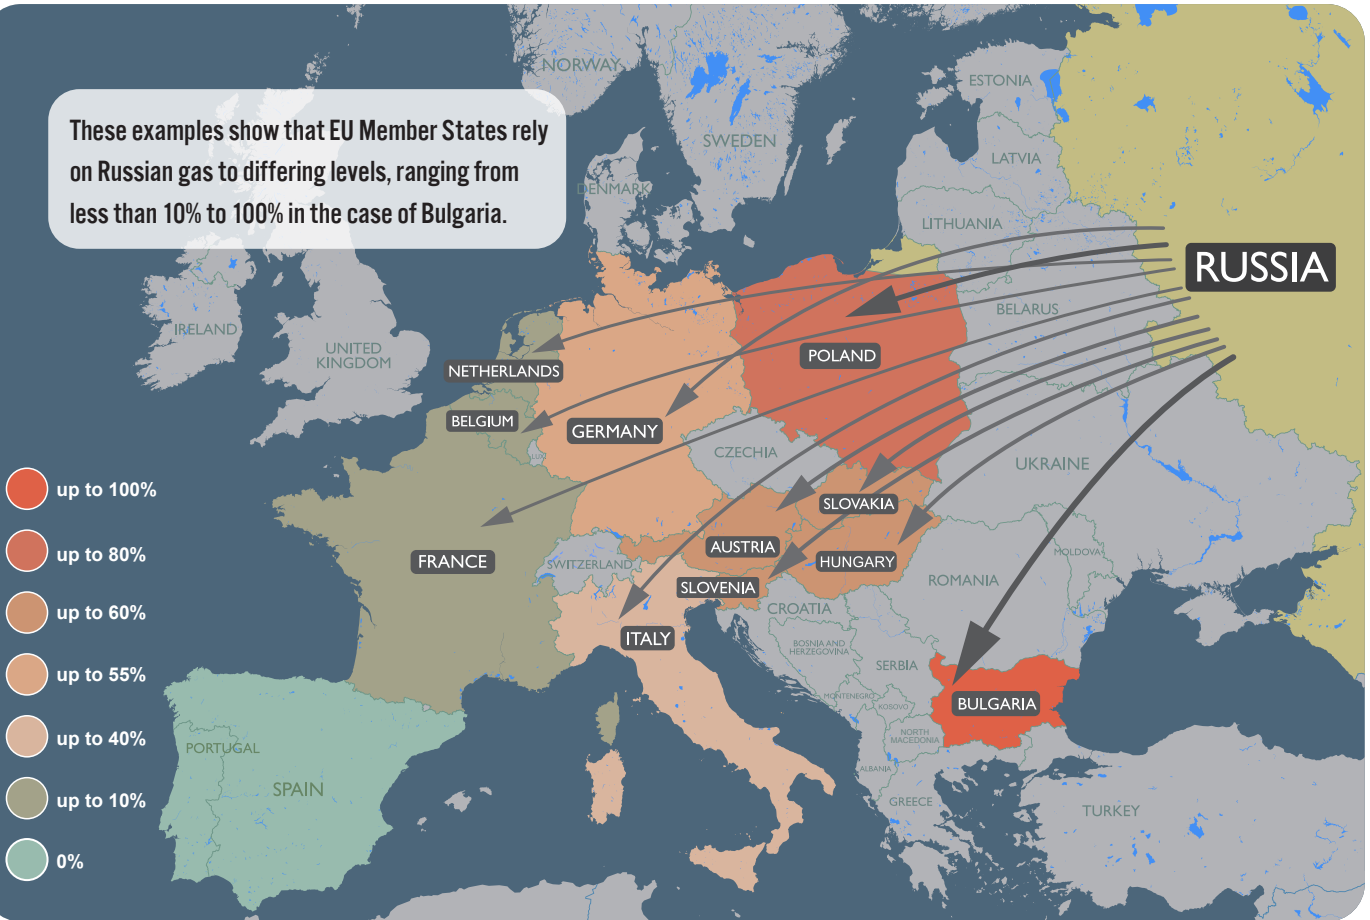 These examples show that EU Member States rely
on Russian gas to differing levels, ranging from
less than 10% to 100% in the case of Bulgaria.
NORWAY
SWEDEN
ESTONIA
LATVIA
LITHUANIA
DENMARK
RUSSIA
BELARUS
IRELAND
UNITED
KINGDOM
NETHERLANDS
POLAND
BELGIUM
GERMANY
LUX
CZECHIA
UKRAINE
SLOVAKIA
FRANCE
SWITZERLAND
AUSTRIA
HUNGARY
MOLDOVA
SLOVENIA
ROMANIA
CROATIA
ITALY
BOSNIA AND
HERZEGOVINA
SERBIA
MONTENEGRO
KOSOVO
BULGARIA
NORTH
MACEDONIA
ALBANIA
GREECE
TURKEY
PORTUGAL
SPAIN
up to 100%
up to 80%
up to 60%
up to 55%
up to 40%
up to 10%
0%